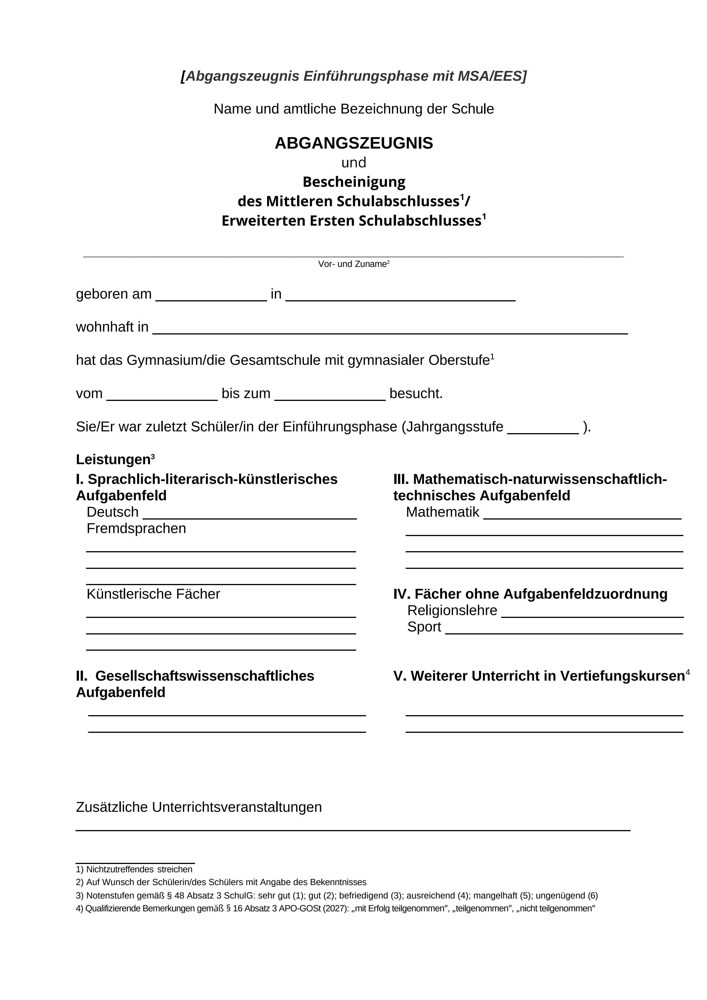 [Abgangszeugnis Einführungsphase mit MSA/EES]
Name und amtliche Bezeichnung der Schule
ABGANGSZEUGNIS
und
Bescheinigung
des Mittleren Schulabschlusses¹/
Erweiterten Ersten Schulabschlusses¹
Vor- und Zuname²
geboren am ______________ in ______________
wohnhaft in ______________
hat das Gymnasium/die Gesamtschule mit gymnasialer Oberstufe¹
vom ______________ bis zum ______________ besucht.
Sie/Er war zuletzt Schüler/in der Einführungsphase (Jahrgangsstufe _________ ).
Leistungen³
I. Sprachlich-literarisch-künstlerisches
Aufgabenfeld
Deutsch ______________
Fremdsprachen
Künstlerische Fächer
II. Gesellschaftswissenschaftliches
Aufgabenfeld
III. Mathematisch-naturwissenschaftlich-
technisches Aufgabenfeld
Mathematik ______________
IV. Fächer ohne Aufgabenfeldzuordnung
Religionslehre ______________
Sport ______________
V. Weiterer Unterricht in Vertiefungskursen⁴
Zusätzliche Unterrichtsveranstaltungen
1) Nichtzutreffendes streichen
2) Auf Wunsch der Schülerin/des Schülers mit Angabe des Bekenntnisses
3) Notenstufen gemäß § 48 Absatz 3 SchulG: sehr gut (1); gut (2); befriedigend (3); ausreichend (4); mangelhaft (5); ungenügend (6)
4) Qualifizierende Bemerkungen gemäß § 16 Absatz 3 APO-GOSt (2027): „mit Erfolg teilgenommen“, „teilgenommen“, „nicht teilgenommen“